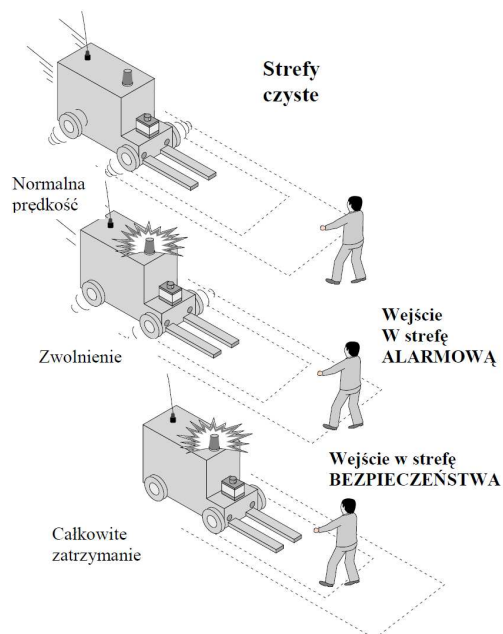 Strefy
czyste
Normalna
prędkość
Wejście
W strefę
ALARMOWĄ
Zwolnienie
Wejście w strefę
BEZPIECZEŃSTWA
Całkowite
zatrzymanie